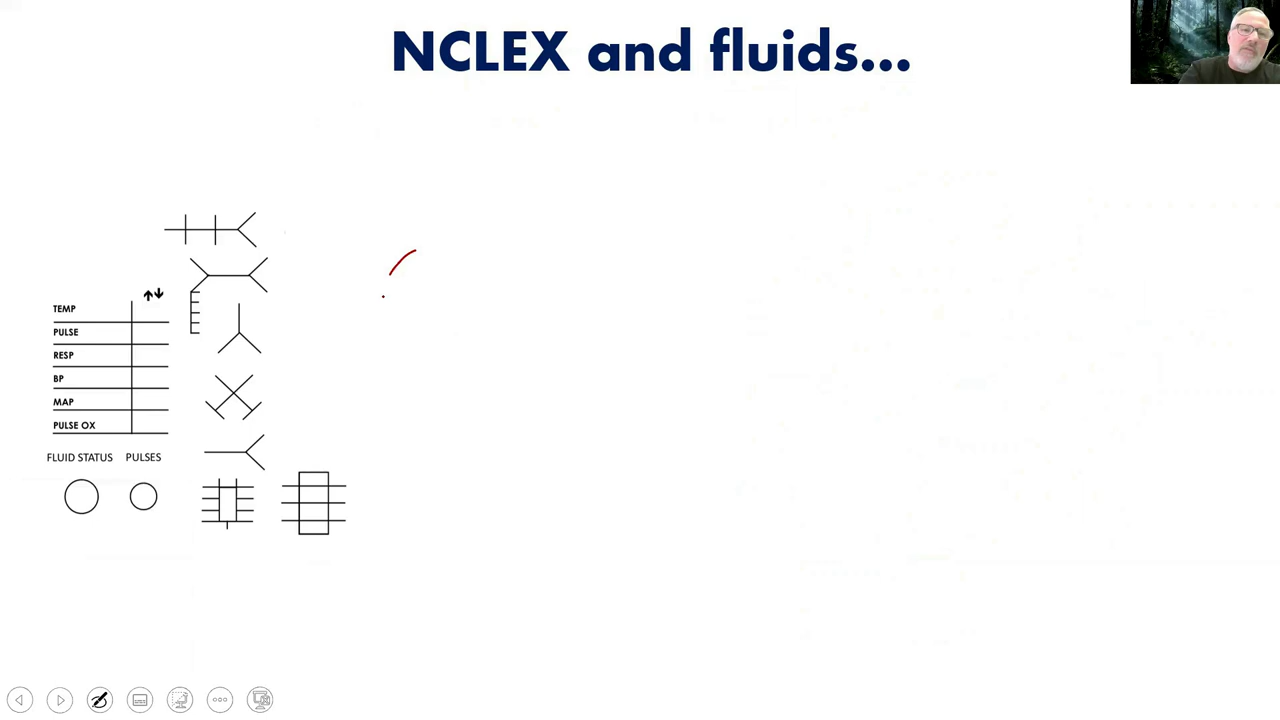 NCLEX and fluids...
TEMP
PULSE
RESP
BP
MAP
PULSE OX
FLUID STATUS PULSES